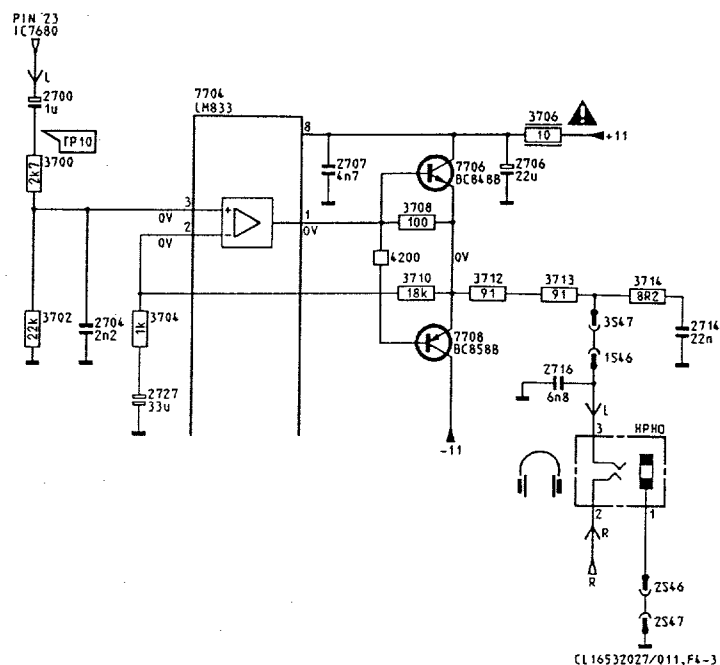 PIN 23
IC7680
L
2700
1u
TP10
3700
2k7
7704
LM833
8
3706
10
+11
2707
4n7
7706
BC848B
2706
22u
3
0V
2
0V
+
-
1
0V
3708
100
4200
0V
3710
18k
3712
91
3713
91
3714
8R2
3702
22k
2704
2n2
3704
1k
7708
BC858B
3S47
1S46
2714
22n
2727
33u
2716
6n8
-11
L
3
HPHO
2
1
R
R
2S46
2S47
CL16532027/011,F4-3